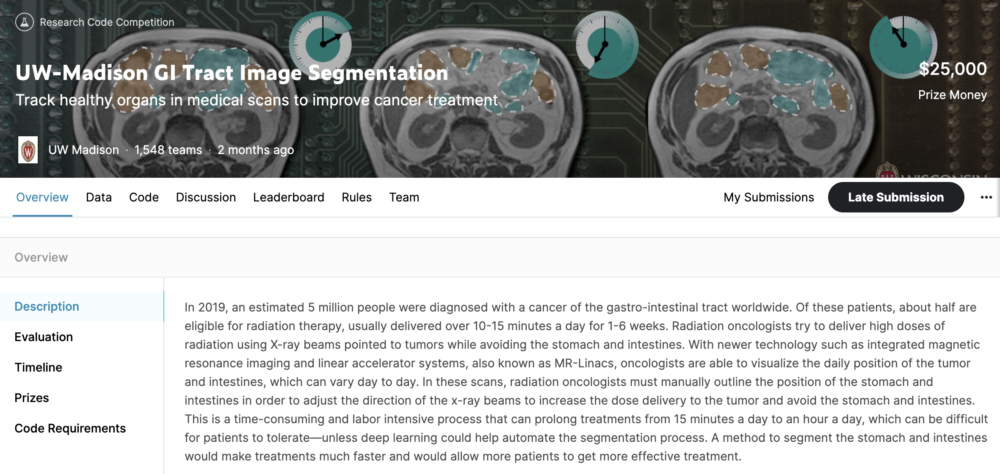 Research Code Competition
UW-Madison GI Tract Image Segmentation
$25,000
Track healthy organs in medical scans to improve cancer treatment
Prize Money
W
UW Madison · 1,548 teams · 2 months ago
W WISCONSIN
Overview Data Code Discussion Leaderboard Rules Team My Submissions Late Submission
Overview
Description
Evaluation
Timeline
Prizes
Code Requirements
In 2019, an estimated 5 million people were diagnosed with a cancer of the gastro-intestinal tract worldwide. Of these patients, about half are
eligible for radiation therapy, usually delivered over 10-15 minutes a day for 1-6 weeks. Radiation oncologists try to deliver high doses of
radiation using X-ray beams pointed to tumors while avoiding the stomach and intestines. With newer technology such as integrated magnetic
resonance imaging and linear accelerator systems, also known as MR-Linacs, oncologists are able to visualize the daily position of the tumor
and intestines, which can vary day to day. In these scans, radiation oncologists must manually outline the position of the stomach and
intestines in order to adjust the direction of the x-ray beams to increase the dose delivery to the tumor and avoid the stomach and intestines.
This is a time-consuming and labor intensive process that can prolong treatments from 15 minutes a day to an hour a day, which can be difficult
for patients to tolerate—unless deep learning could help automate the segmentation process. A method to segment the stomach and intestines
would make treatments much faster and would allow more patients to get more effective treatment.